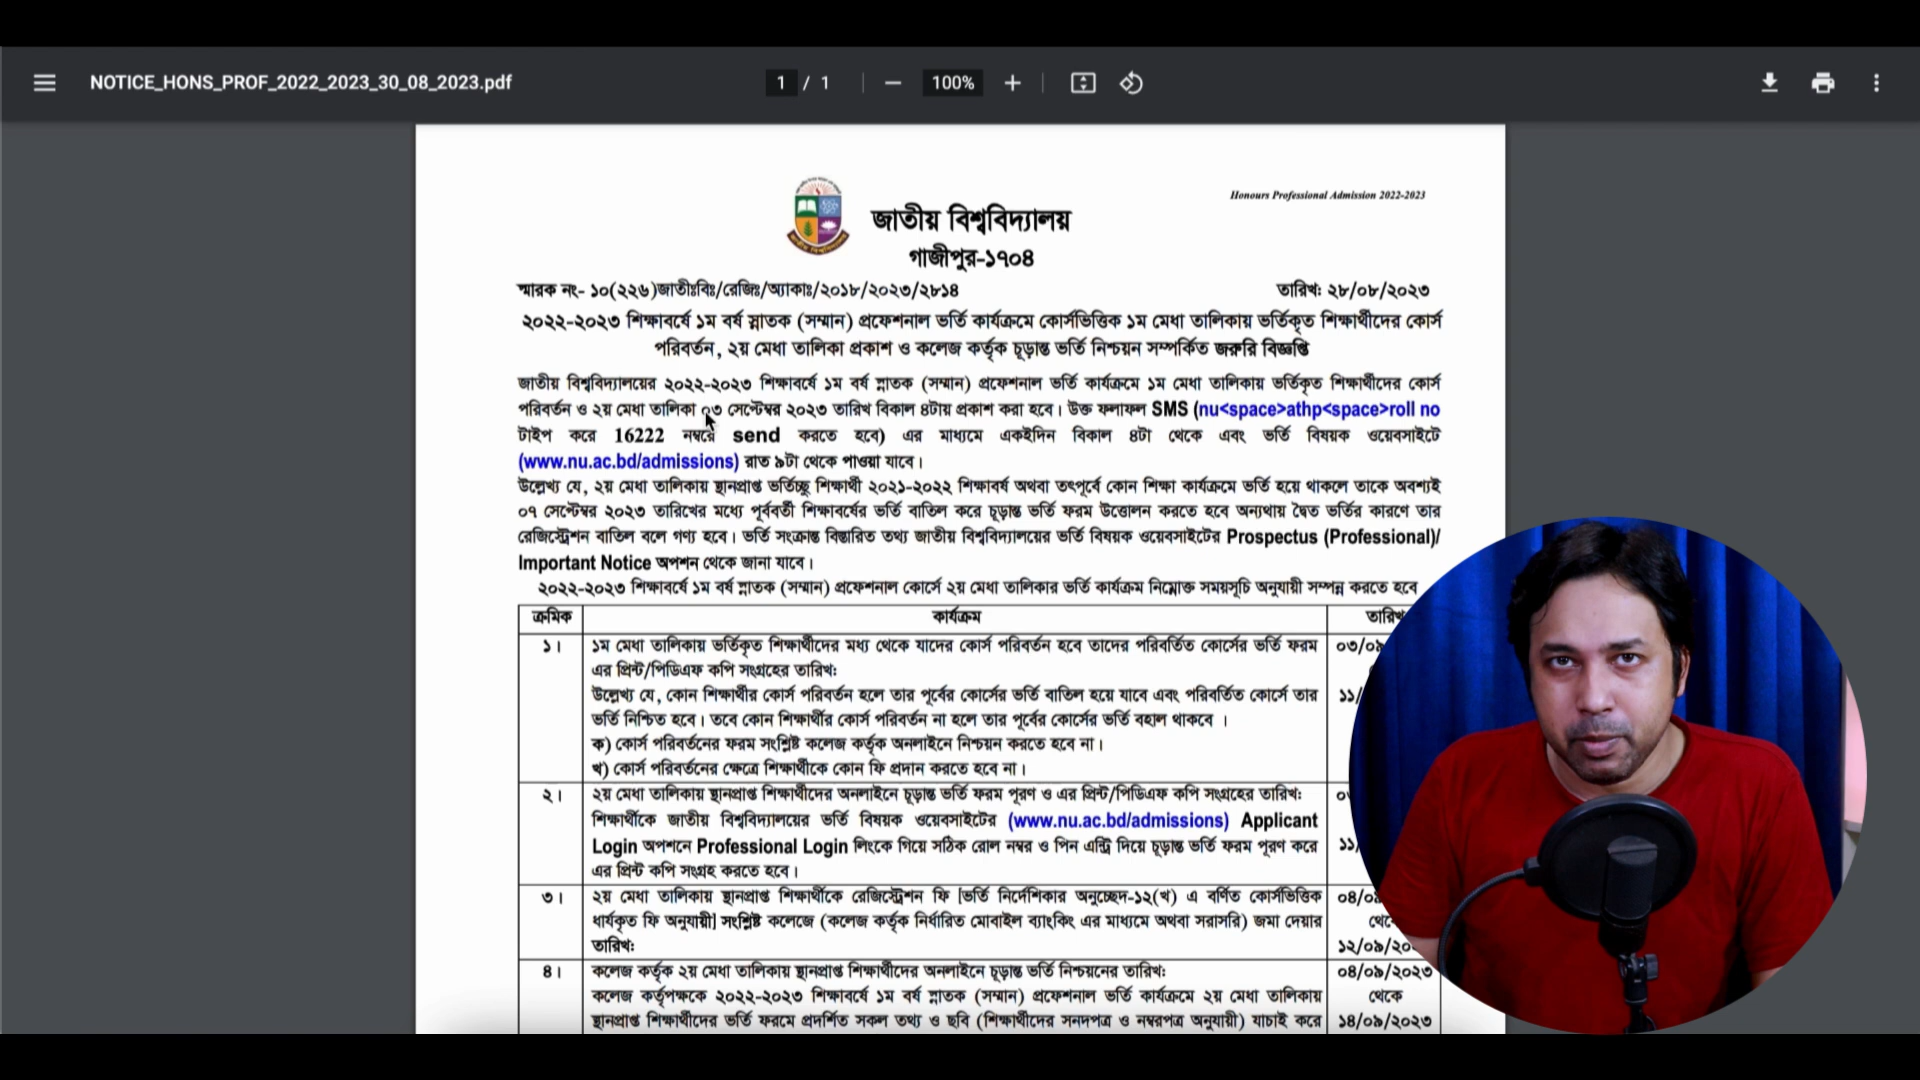 NOTICE_HONS_PROF_2022_2023_30_08_2023.pdf
1 / 1
100%
Honours Professional Admission 2022-2023
জাতীয় বিশ্ববিদ্যালয়
গাজীপুর-১৭০৪
স্মারক নং- ১০(২২৬)জাতীঃবিঃ/রেজিঃ/অ্যাকাঃ/২০১৮/২০২৩/২৮১৪
তারিখ: ২৮/০৮/২০২৩
২০২২-২০২৩ শিক্ষাবর্ষে ১ম বর্ষ স্নাতক (সম্মান) প্রফেশনাল ভর্তি কার্যক্রমে কোর্সভিত্তিক ১ম মেধা তালিকায় ভর্তিকৃত শিক্ষার্থীদের কোর্স
পরিবর্তন, ২য় মেধা তালিকা প্রকাশ ও কলেজ কর্তৃক চূড়ান্ত ভর্তি নিশ্চয়ন সম্পর্কিত জরুরি বিজ্ঞপ্তি
জাতীয় বিশ্ববিদ্যালয়ের ২০২২-২০২৩ শিক্ষাবর্ষে ১ম বর্ষ স্নাতক (সম্মান) প্রফেশনাল ভর্তি কার্যক্রমে ১ম মেধা তালিকায় ভর্তিকৃত শিক্ষার্থীদের কোর্স
পরিবর্তন ও ২য় মেধা তালিকা ০৩ সেপ্টেম্বর ২০২৩ তারিখ বিকাল ৪টায় প্রকাশ করা হবে। উক্ত ফলাফল SMS (nu<space>athp<space>roll no
টাইপ করে 16222 নম্বরে send করতে হবে) এর মাধ্যমে একইদিন বিকাল ৪টা থেকে এবং ভর্তি বিষয়ক ওয়েবসাইটে
(www.nu.ac.bd/admissions) রাত ৯টা থেকে পাওয়া যাবে।
উল্লেখ্য যে, ২য় মেধা তালিকায় স্থানপ্রাপ্ত ভর্তিচ্ছু শিক্ষার্থী ২০২১-২০২২ শিক্ষাবর্ষ অথবা তৎপূর্বে কোন শিক্ষা কার্যক্রমে ভর্তি হয়ে থাকলে তাকে অবশ্যই
০৭ সেপ্টেম্বর ২০২৩ তারিখের মধ্যে পূর্ববর্তী শিক্ষাবর্ষের ভর্তি বাতিল করে চূড়ান্ত ভর্তি ফরম উত্তোলন করতে হবে অন্যথায় দ্বৈত ভর্তির কারণে তার
রেজিস্ট্রেশন বাতিল বলে গণ্য হবে। ভর্তি সংক্রান্ত বিস্তারিত তথ্য জাতীয় বিশ্ববিদ্যালয়ের ভর্তি বিষয়ক ওয়েবসাইটের Prospectus (Professional)/
Important Notice অপশন থেকে জানা যাবে।
২০২২-২০২৩ শিক্ষাবর্ষে ১ম বর্ষ স্নাতক (সম্মান) প্রফেশনাল কোর্সে ২য় মেধা তালিকার ভর্তি কার্যক্রম নিম্নোক্ত সময়সূচি অনুযায়ী সম্পন্ন করতে হবে
ক্রমিক কার্যক্রম তারিখ
১। ১ম মেধা তালিকায় ভর্তিকৃত শিক্ষার্থীদের মধ্য থেকে যাদের কোর্স পরিবর্তন হবে তাদের পরিবর্তিত কোর্সের ভর্তি ফরম ০৩/০৯
এর প্রিন্ট/পিডিএফ কপি সংগ্রহের তারিখ:
উল্লেখ্য যে, কোন শিক্ষার্থীর কোর্স পরিবর্তন হলে তার পূর্বের কোর্সের ভর্তি বাতিল হয়ে যাবে এবং পরিবর্তিত কোর্সে তার ১১/
ভর্তি নিশ্চিত হবে। তবে কোন শিক্ষার্থীর কোর্স পরিবর্তন না হলে তার পূর্বের কোর্সের ভর্তি বহাল থাকবে ।
ক) কোর্স পরিবর্তনের ফরম সংশ্লিষ্ট কলেজ কর্তৃক অনলাইনে নিশ্চয়ন করতে হবে না।
খ) কোর্স পরিবর্তনের ক্ষেত্রে শিক্ষার্থীকে কোন ফি প্রদান করতে হবে না।
২। ২য় মেধা তালিকায় স্থানপ্রাপ্ত শিক্ষার্থীদের অনলাইনে চূড়ান্ত ভর্তি ফরম পূরণ ও এর প্রিন্ট/পিডিএফ কপি সংগ্রহের তারিখ:
শিক্ষার্থীকে জাতীয় বিশ্ববিদ্যালয়ের ভর্তি বিষয়ক ওয়েবসাইটের (www.nu.ac.bd/admissions) Applicant
Login অপশনে Professional Login লিংকে গিয়ে সঠিক রোল নম্বর ও পিন এন্ট্রি দিয়ে চূড়ান্ত ভর্তি ফরম পূরণ করে ১১
এর প্রিন্ট কপি সংগ্রহ করতে হবে।
৩। ২য় মেধা তালিকায় স্থানপ্রাপ্ত শিক্ষার্থীকে রেজিস্ট্রেশন ফি [ভর্তি নির্দেশিকার অনুচ্ছেদ-১২(খ) এ বর্ণিত কোর্সভিত্তিক ০৪/০৯
ধার্যকৃত ফি অনুযায়ী] সংশ্লিষ্ট কলেজে (কলেজ কর্তৃক নির্ধারিত মোবাইল ব্যাংকিং এর মাধ্যমে অথবা সরাসরি) জমা দেয়ার থেকে
তারিখ: ১২/০৯/২০
৪। কলেজ কর্তৃক ২য় মেধা তালিকায় স্থানপ্রাপ্ত শিক্ষার্থীদের অনলাইনে চূড়ান্ত ভর্তি নিশ্চয়নের তারিখ: ০৪/০৯/২০২৩
কলেজ কর্তৃপক্ষকে ২০২২-২০২৩ শিক্ষাবর্ষে ১ম বর্ষ স্নাতক (সম্মান) প্রফেশনাল ভর্তি কার্যক্রমে ২য় মেধা তালিকায় থেকে
স্থানপ্রাপ্ত শিক্ষার্থীদের ভর্তি ফরমে প্রদর্শিত সকল তথ্য ও ছবি (শিক্ষার্থীদের সনদপত্র ও নম্বরপত্র অনুযায়ী) যাচাই করে ১৪/০৯/২০২৩